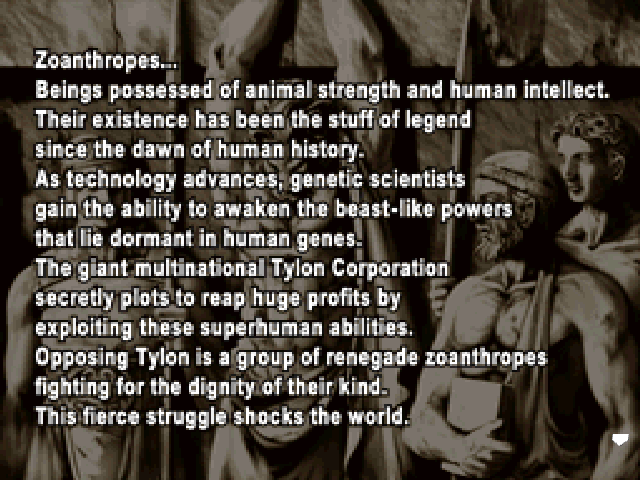 Zoanthropes...
Beings possessed of animal strength and human intellect.
Their existence has been the stuff of legend
since the dawn of human history.
As technology advances, genetic scientists
gain the ability to awaken the beast-like powers
that lie dormant in human genes.
The giant multinational Tylon Corporation
secretly plots to reap huge profits by
exploiting these superhuman abilities.
Opposing Tylon is a group of renegade zoanthropes
fighting for the dignity of their kind.
This fierce struggle shocks the world.